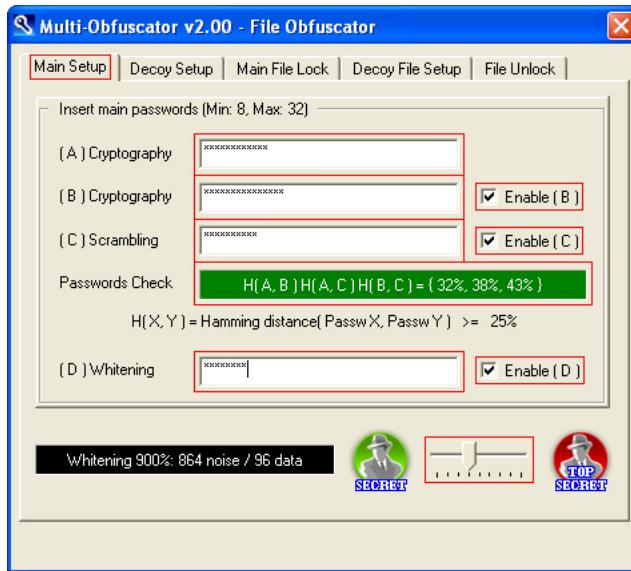 Multi-Obfuscator v2.00 - File Obfuscator
Main Setup Decoy Setup Main File Lock Decoy File Setup File Unlock
Insert main passwords (Min: 8, Max: 32)
( A ) Cryptography ************
( B ) Cryptography *************** Enable ( B )
( C ) Scrambling ********** Enable ( C )
Passwords Check H( A, B ) H( A, C ) H( B, C ) = { 32%, 38%, 43% }
H( X, Y ) = Hamming distance( Passw X, Passw Y ) >= 25%
( D ) Whitening ******** Enable ( D )
Whitening 900%: 864 noise / 96 data
SECRET
TOP SECRET